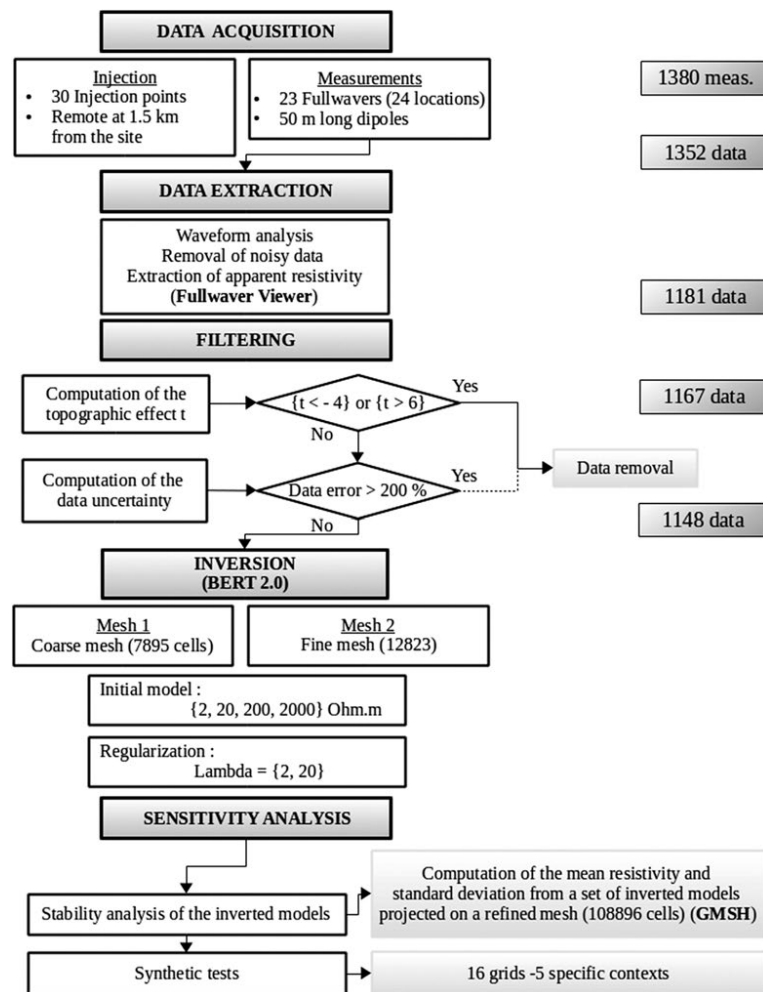 DATA ACQUISITION
Injection
• 30 Injection points
• Remote at 1.5 km
from the site
Measurements
• 23 Fullwavers (24 locations)
• 50 m long dipoles
1380 meas.
1352 data
DATA EXTRACTION
Waveform analysis
Removal of noisy data
Extraction of apparent resistivity
(Fullwaver Viewer)
1181 data
FILTERING
Computation of the
topographic effect t
{t < - 4} or {t > 6}
Yes
No
1167 data
Data removal
Computation of the
data uncertainty
Data error > 200 %
Yes
No
1148 data
INVERSION
(BERT 2.0)
Mesh 1
Coarse mesh (7895 cells)
Mesh 2
Fine mesh (12823)
Initial model :
{2, 20, 200, 2000} Ohm.m
Regularization :
Lambda = {2, 20}
SENSITIVITY ANALYSIS
Stability analysis of the inverted models
Computation of the mean resistivity and
standard deviation from a set of inverted models
projected on a refined mesh (108896 cells) (GMSH)
Synthetic tests
16 grids -5 specific contexts